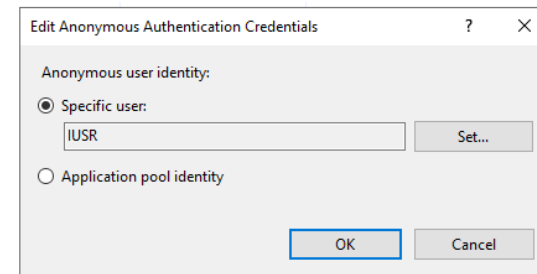 Edit Anonymous Authentication Credentials ? ×
Anonymous user identity:
Specific user:
IUSR Set...
Application pool identity
OK Cancel